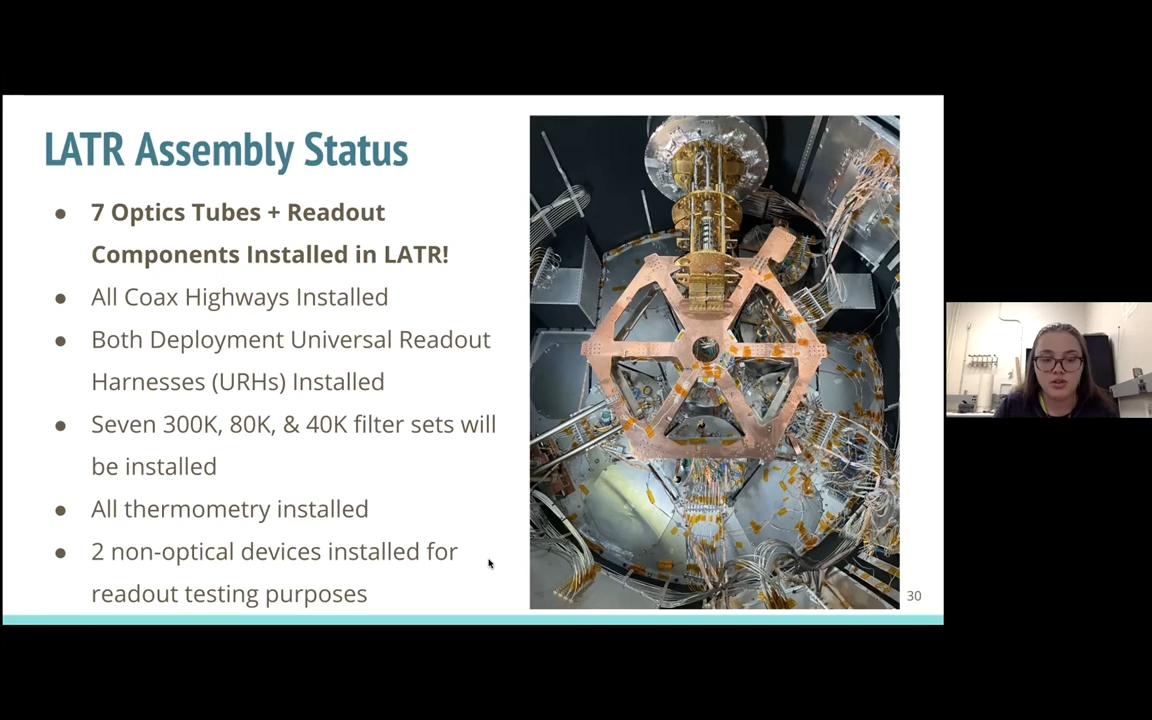 LATR Assembly Status
● 7 Optics Tubes + Readout
Components Installed in LATR!
● All Coax Highways Installed
● Both Deployment Universal Readout
Harnesses (URHs) Installed
● Seven 300K, 80K, & 40K filter sets will
be installed
● All thermometry installed
● 2 non-optical devices installed for
readout testing purposes
30